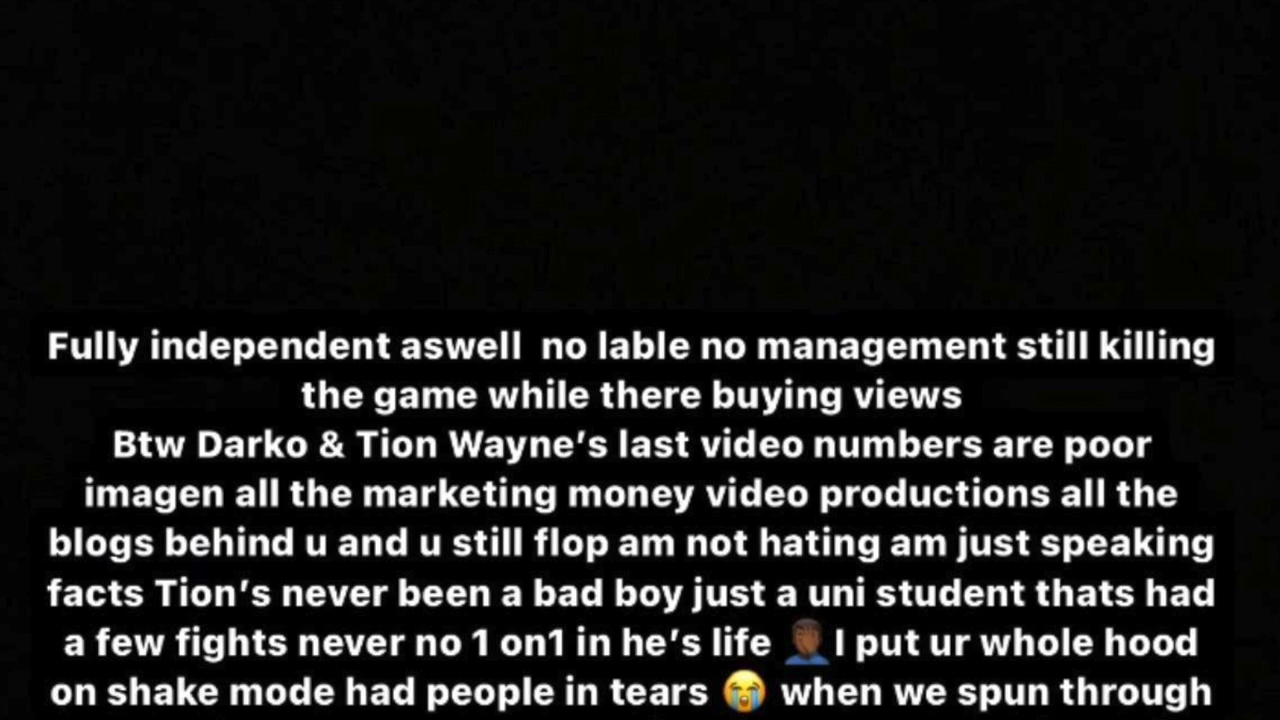 Fully independent aswell  no lable no management still killing
the game while there buying views
Btw Darko & Tion Wayne’s last video numbers are poor
imagen all the marketing money video productions all the
blogs behind u and u still flop am not hating am just speaking
facts Tion’s never been a bad boy just a uni student thats had
a few fights never no 1 on1 in he’s life 🤦🏾‍♂️I put ur whole hood
on shake mode had people in tears 😭 when we spun through